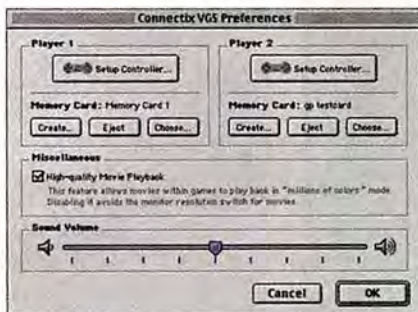 Connectix VGS Preferences
Player 1
Setup Controller...
Memory Card: Memory Card 1
Create... Eject Choose...
Player 2
Setup Controller...
Memory Card: gp testcard
Create... Eject Choose...
Miscellaneous
High-quality Movie Playback
This feature allows movies within games to play back in "millions of colors" mode.
Disabling it avoids the monitor resolution switch for movies.
Sound Volume
Cancel OK